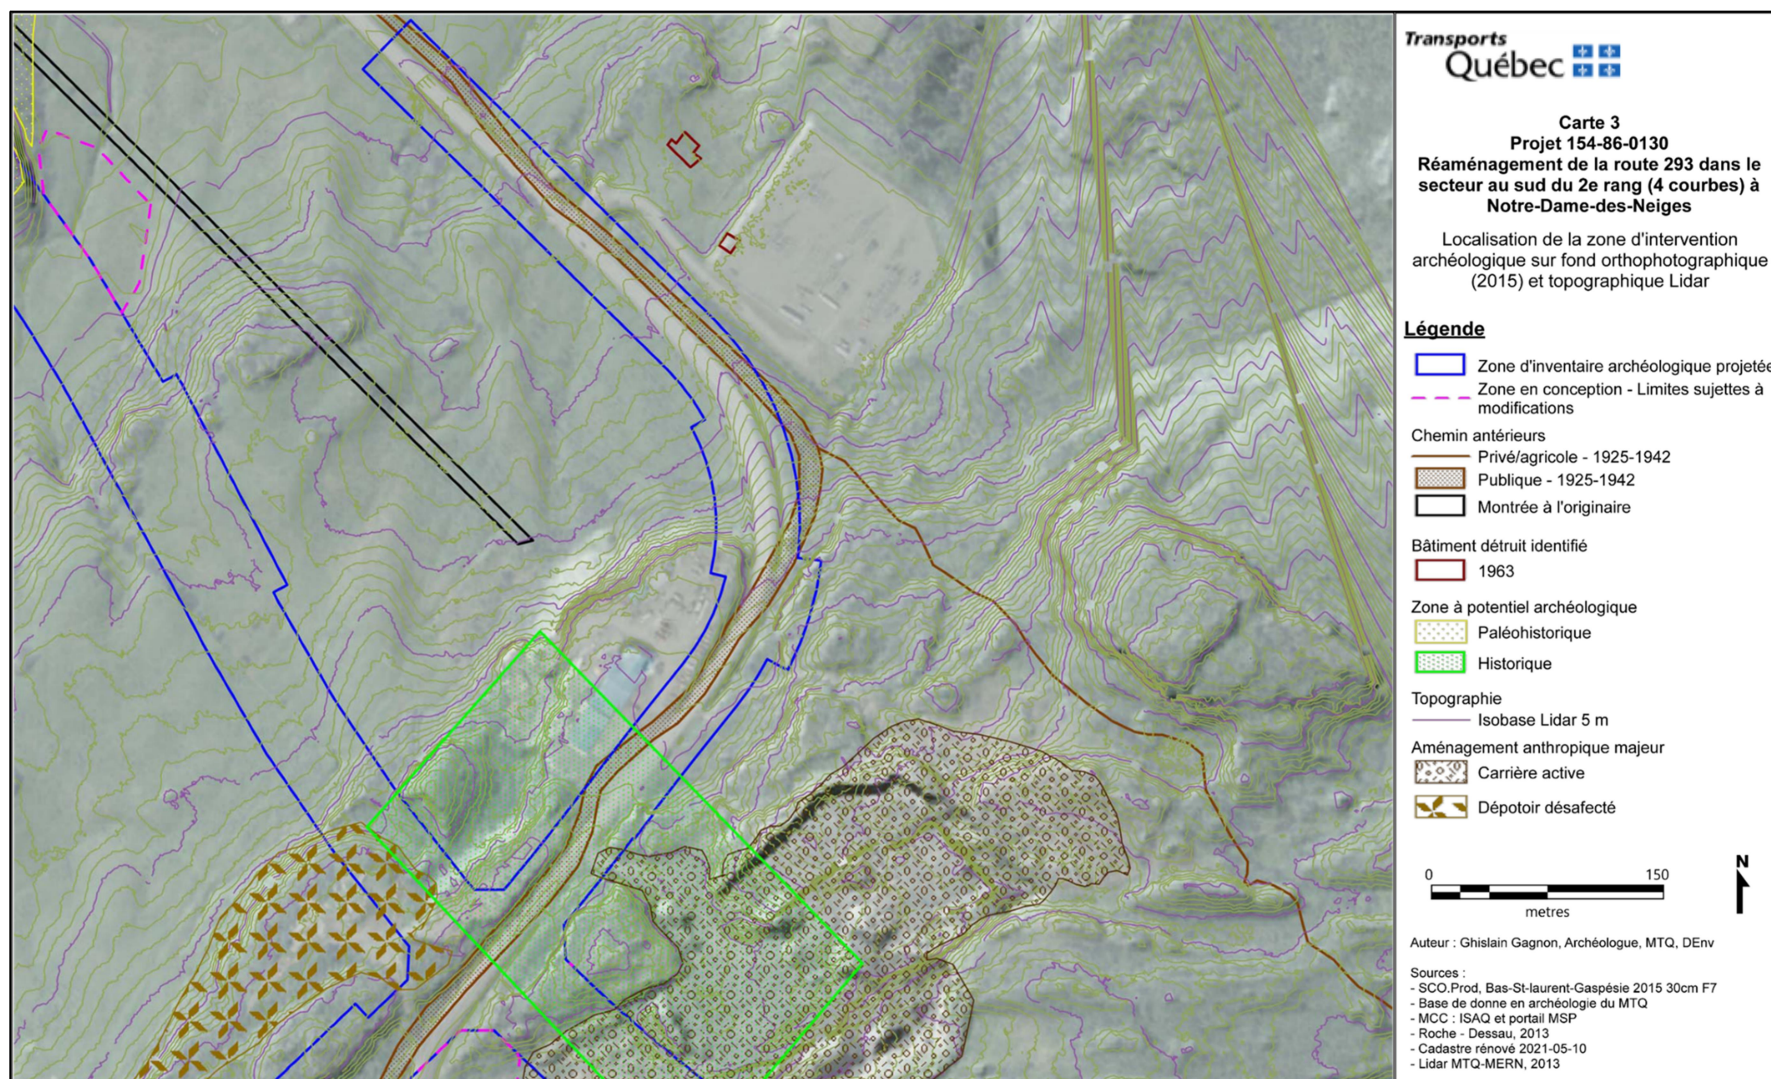 Transports
Québec
Carte 3
Projet 154-86-0130
Réaménagement de la route 293 dans le
secteur au sud du 2e rang (4 courbes) à
Notre-Dame-des-Neiges
Localisation de la zone d'intervention
archéologique sur fond orthophotographique
(2015) et topographique Lidar
Légende
Zone d'inventaire archéologique projetée
Zone en conception - Limites sujettes à
modifications
Chemin antérieurs
Privé/agricole - 1925-1942
Publique - 1925-1942
Montrée à l'originaire
Bâtiment détruit identifié
1963
Zone à potentiel archéologique
Paléohistorique
Historique
Topographie
Isobase Lidar 5 m
Aménagement anthropique majeur
Carrière active
Dépotoir désafecté
N
0 150
metres
Auteur : Ghislain Gagnon, Archéologue, MTQ, DEnv
Sources :
- SCO.Prod, Bas-St-laurent-Gaspésie 2015 30cm F7
- Base de donne en archéologie du MTQ
- MCC : ISAQ et portail MSP
- Roche - Dessau, 2013
- Cadastre rénové 2021-05-10
- Lidar MTQ-MERN, 2013